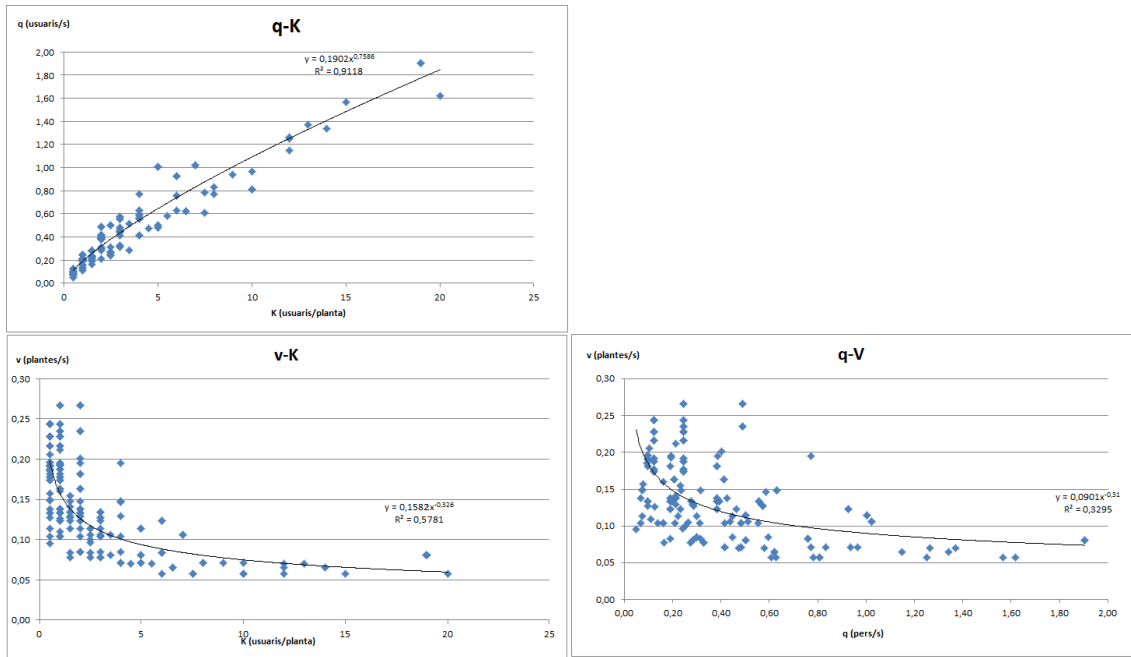 q (usuaris/s)
q-K
y = 0,1902x^0,7586
R² = 0,9118
2,00
1,80
1,60
1,40
1,20
1,00
0,80
0,60
0,40
0,20
0,00
0 5 10 15 20 25
K (usuaris/planta)
v (plantes/s)
v-K
0,30
0,25
0,20
0,15
0,10
0,05
0,00
y = 0,1582x^-0,326
R² = 0,5781
0 5 10 15 20 25
K (usuaris/planta)
v (plantes/s)
q-V
0,30
0,25
0,20
0,15
0,10
0,05
0,00
y = 0,0901x^-0,31
R² = 0,3295
0,00 0,20 0,40 0,60 0,80 1,00 1,20 1,40 1,60 1,80 2,00
q (pers/s)